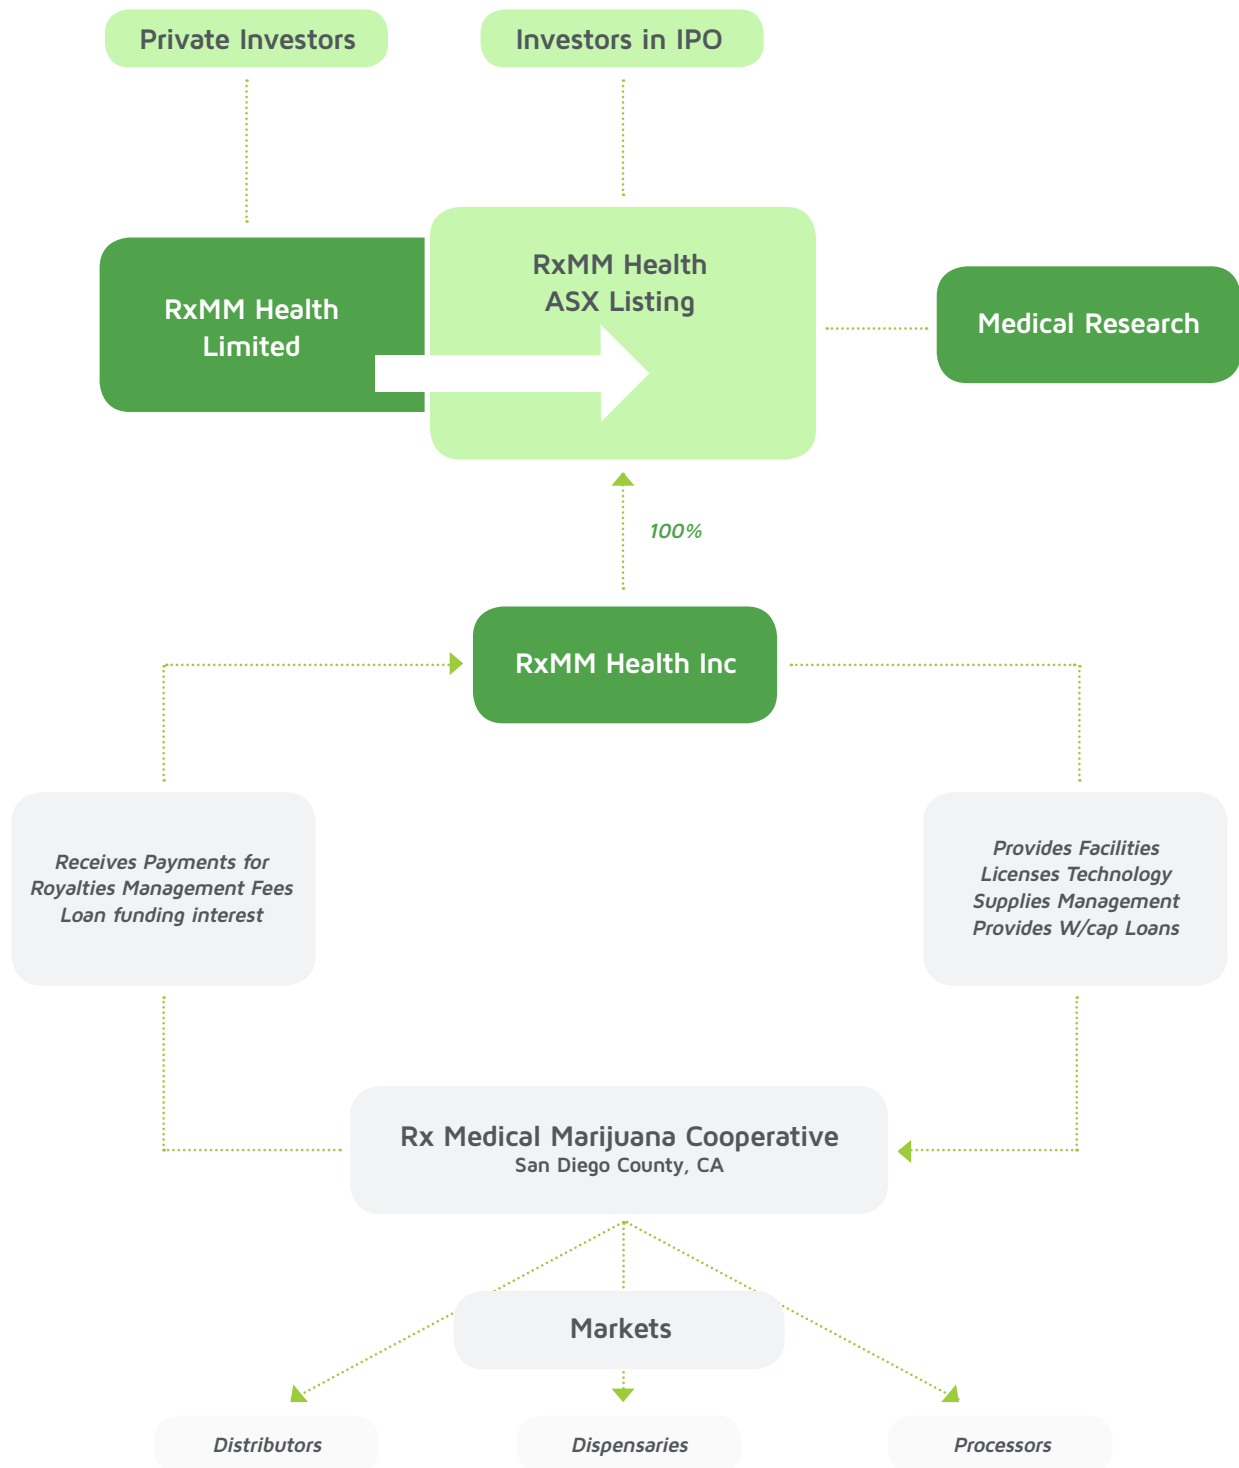 Private Investors
Investors in IPO
RxMM Health
Limited
RxMM Health
ASX Listing
Medical Research
100%
RxMM Health Inc
Receives Payments for
Royalties Management Fees
Loan funding interest
Provides Facilities
Licenses Technology
Supplies Management
Provides W/cap Loans
Rx Medical Marijuana Cooperative
San Diego County, CA
Markets
Distributors
Dispensaries
Processors